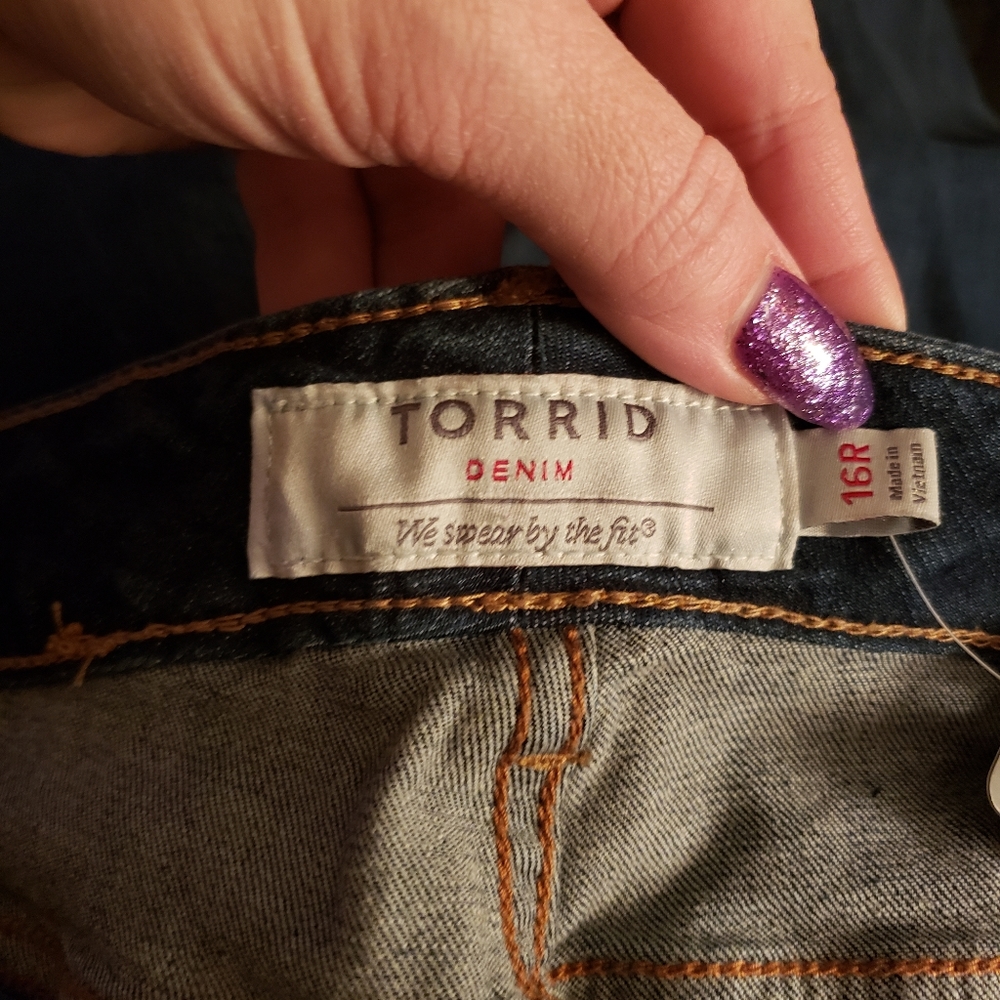 TORRID
DENIM
We swear by the fit®
16R
Made in
Vietnam